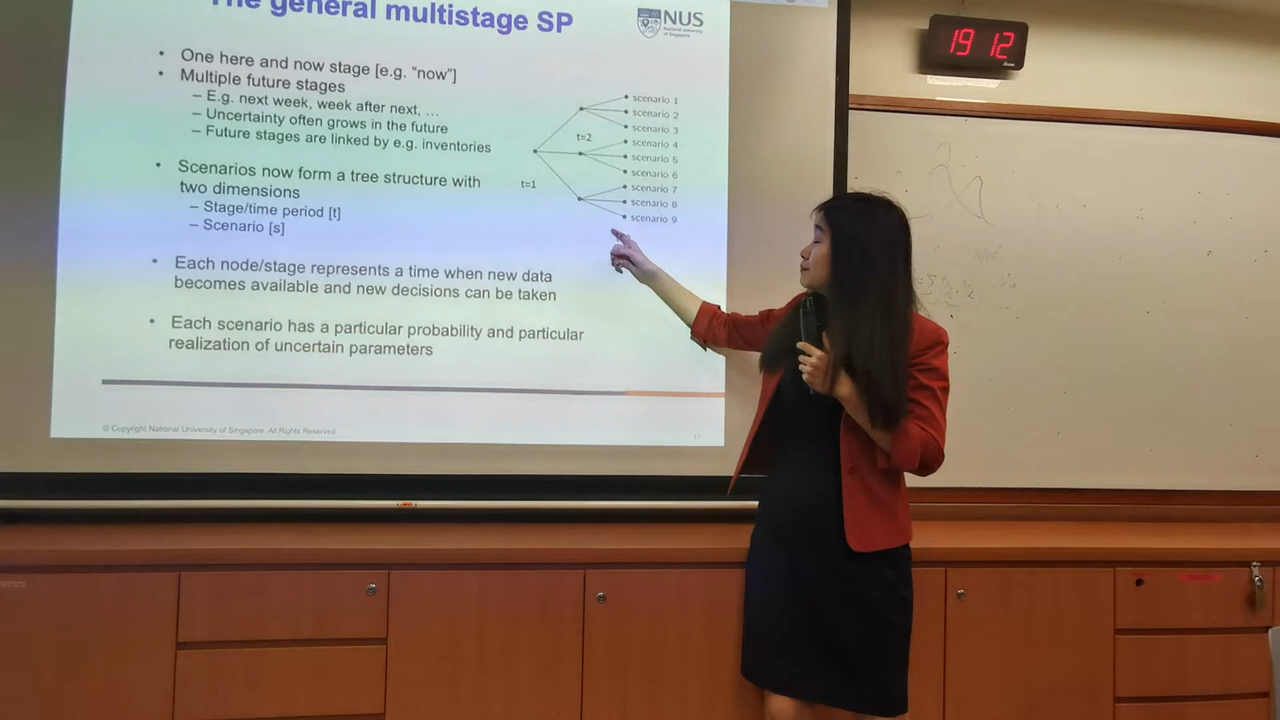 The general multistage SP
NUS
National University
of Singapore
19 12
• One here and now stage [e.g. “now”]
• Multiple future stages
– E.g. next week, week after next, …
– Uncertainty often grows in the future
– Future stages are linked by e.g. inventories
• Scenarios now form a tree structure with
two dimensions
– Stage/time period [t]
– Scenario [s]
• Each node/stage represents a time when new data
becomes available and new decisions can be taken
• Each scenario has a particular probability and particular
realization of uncertain parameters
t=1
t=2
scenario 1
scenario 2
scenario 3
scenario 4
scenario 5
scenario 6
scenario 7
scenario 8
scenario 9
© Copyright National University of Singapore. All Rights Reserved.